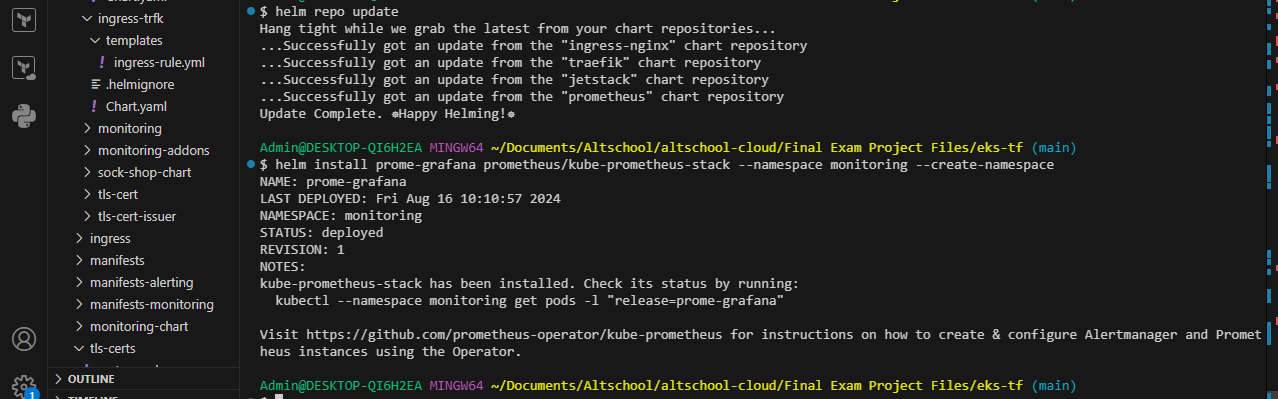 Chart.yaml
ingress-trfk
templates
! ingress-rule.yml
.helmignore
! Chart.yaml
monitoring
monitoring-addons
sock-shop-chart
tls-cert
tls-cert-issuer
ingress
manifests
manifests-alerting
manifests-monitoring
monitoring-chart
tls-certs
OUTLINE
TIMELINE
1
$ helm repo update
Hang tight while we grab the latest from your chart repositories...
...Successfully got an update from the "ingress-nginx" chart repository
...Successfully got an update from the "traefik" chart repository
...Successfully got an update from the "jetstack" chart repository
...Successfully got an update from the "prometheus" chart repository
Update Complete. ⎈Happy Helming!⎈
Admin@DESKTOP-QI6H2EA MINGW64 ~/Documents/Altschool/altschool-cloud/Final Exam Project Files/eks-tf (main)
$ helm install prome-grafana prometheus/kube-prometheus-stack --namespace monitoring --create-namespace
NAME: prome-grafana
LAST DEPLOYED: Fri Aug 16 10:10:57 2024
NAMESPACE: monitoring
STATUS: deployed
REVISION: 1
NOTES:
kube-prometheus-stack has been installed. Check its status by running:
kubectl --namespace monitoring get pods -l "release=prome-grafana"
Visit https://github.com/prometheus-operator/kube-prometheus for instructions on how to create & configure Alertmanager and Promet
heus instances using the Operator.
Admin@DESKTOP-QI6H2EA MINGW64 ~/Documents/Altschool/altschool-cloud/Final Exam Project Files/eks-tf (main)
$